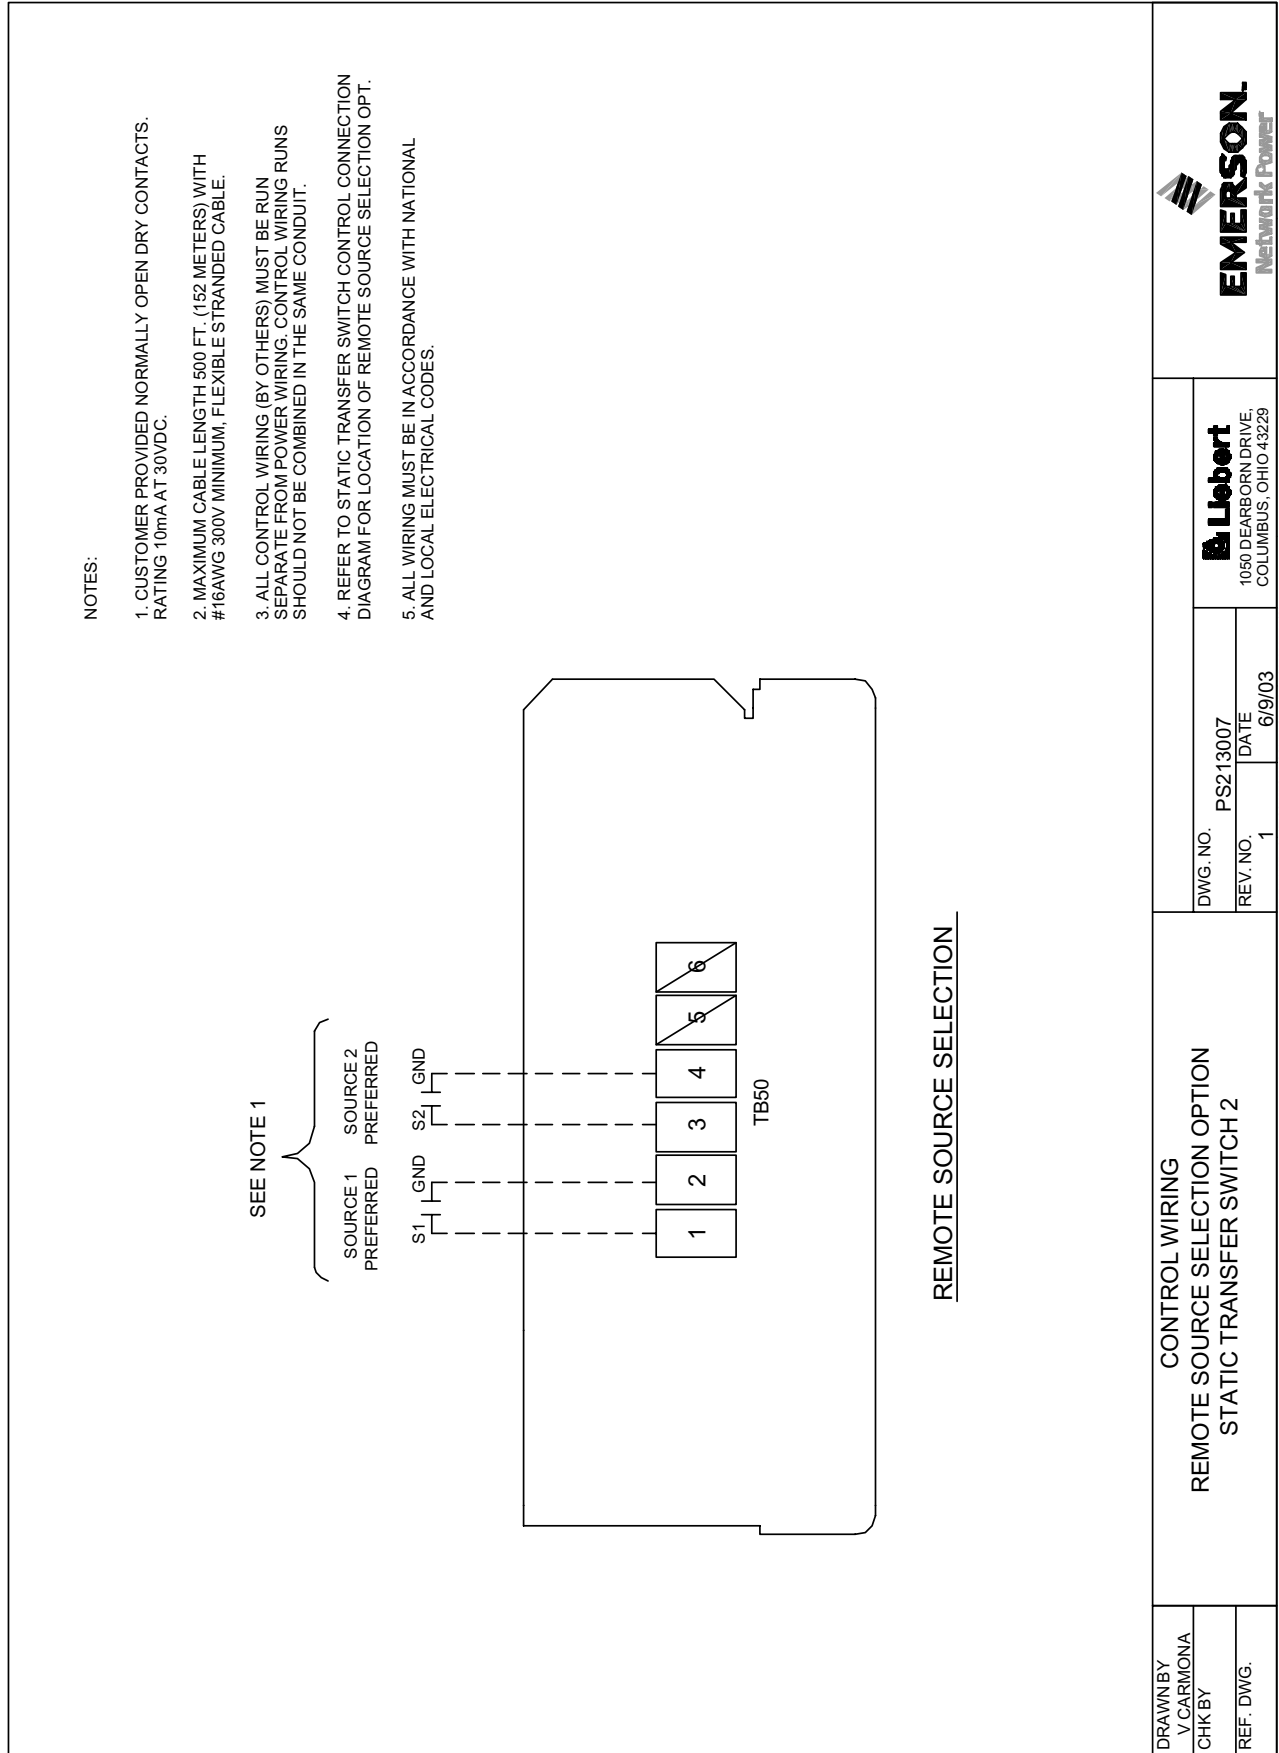 NOTES:
1. CUSTOMER PROVIDED NORMALLY OPEN DRY CONTACTS.
RATING 10mA AT 30VDC.
2. MAXIMUM CABLE LENGTH 500 FT. (152 METERS) WITH
#16AWG 300V MINIMUM, FLEXIBLE STRANDED CABLE.
3. ALL CONTROL WIRING (BY OTHERS) MUST BE RUN
SEPARATE FROM POWER WIRING. CONTROL WIRING RUNS
SHOULD NOT BE COMBINED IN THE SAME CONDUIT.
4. REFER TO STATIC TRANSFER SWITCH CONTROL CONNECTION
DIAGRAM FOR LOCATION OF REMOTE SOURCE SELECTION OPT.
5. ALL WIRING MUST BE IN ACCORDANCE WITH NATIONAL
AND LOCAL ELECTRICAL CODES.
SEE NOTE 1
SOURCE 1
PREFERRED
SOURCE 2
PREFERRED
S1 GND S2 GND
1 2 3 4 5 6
TB50
REMOTE SOURCE SELECTION
DRAWN BY
V CARMONA
CHK BY
REF. DWG.
CONTROL WIRING
REMOTE SOURCE SELECTION OPTION
STATIC TRANSFER SWITCH 2
DWG. NO.
PS213007
REV. NO.
1
DATE
6/9/03
Liebert
1050 DEARBORN DRIVE,
COLUMBUS, OHIO 43229
EMERSON.
Network Power